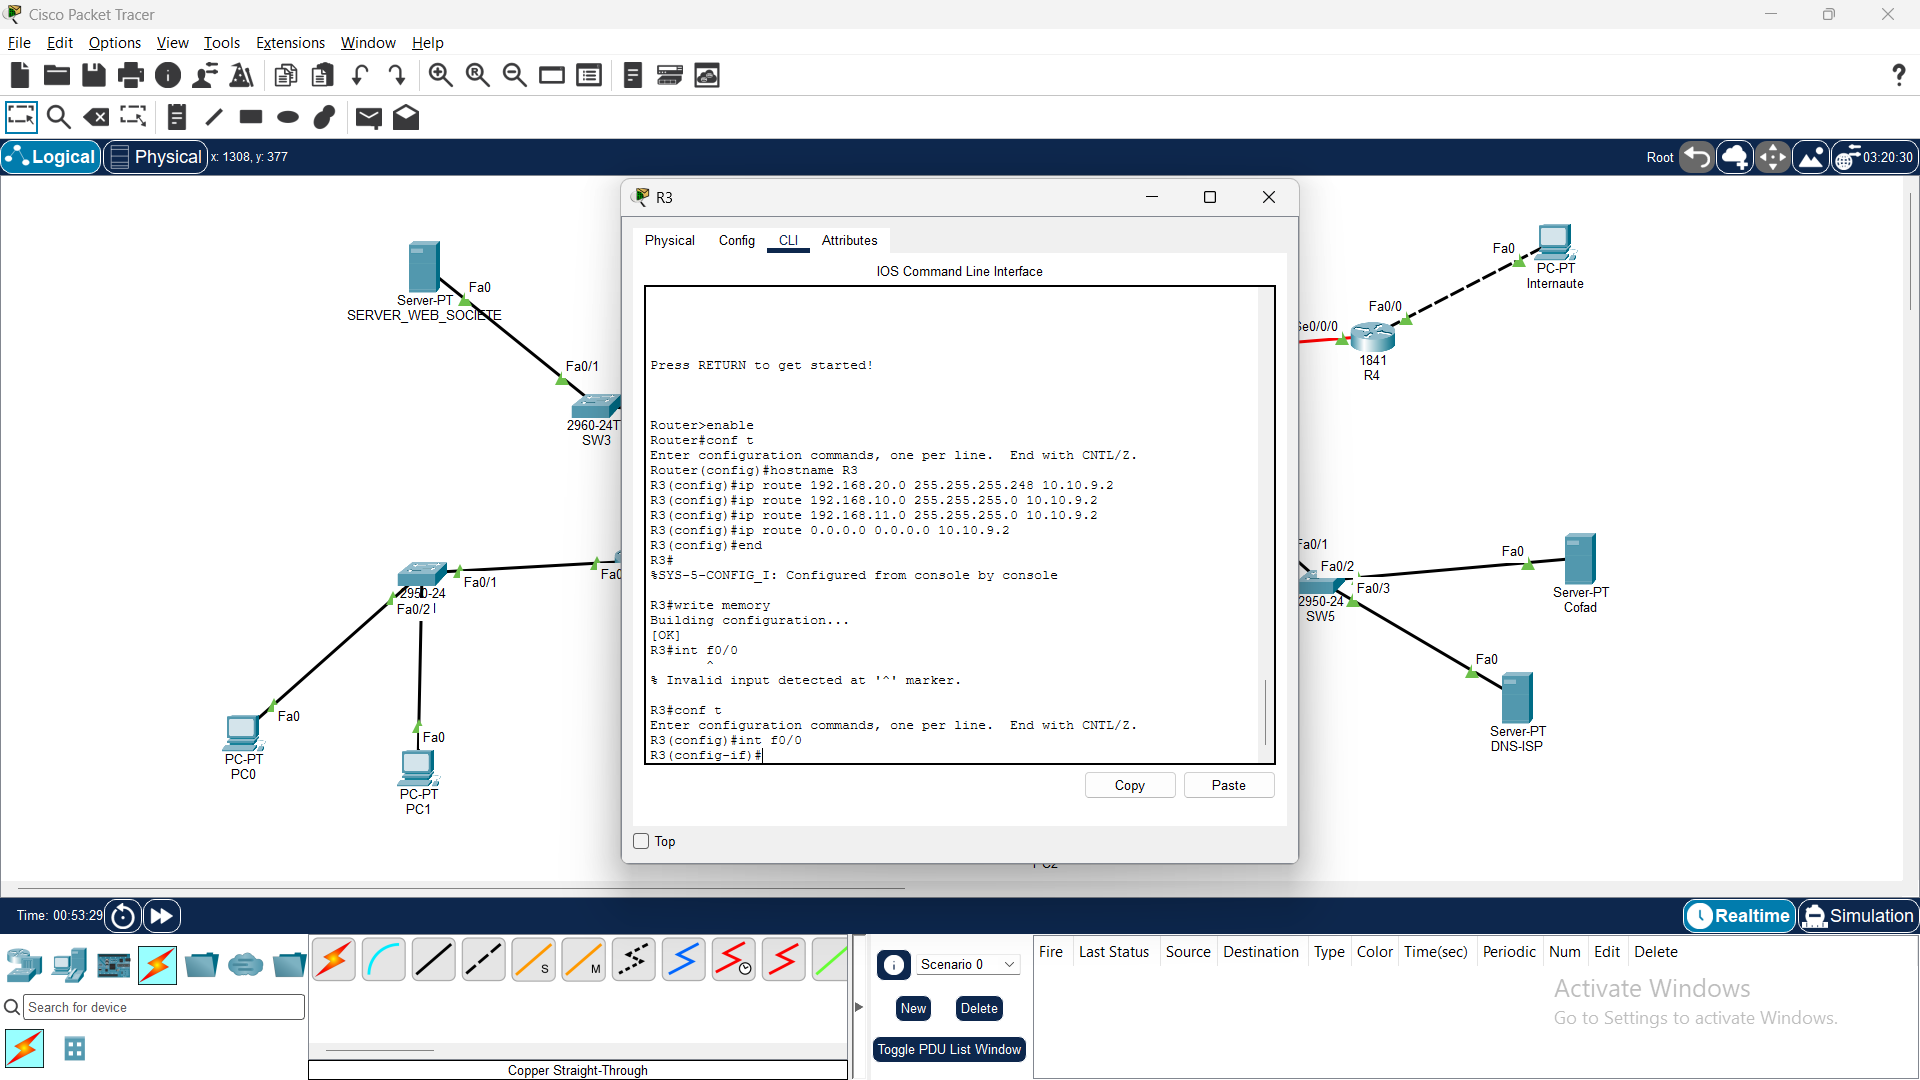 Cisco Packet Tracer
File Edit Options View Tools Extensions Window Help
Logical Physical x: 1308, y: 377
Root 03:20:30
R3
Physical Config CLI Attributes
IOS Command Line Interface
Press RETURN to get started!
Router>enable
Router#conf t
Enter configuration commands, one per line. End with CNTL/Z.
Router(config)#hostname R3
R3(config)#ip route 192.168.20.0 255.255.255.248 10.10.9.2
R3(config)#ip route 192.168.10.0 255.255.255.0 10.10.9.2
R3(config)#ip route 192.168.11.0 255.255.255.0 10.10.9.2
R3(config)#ip route 0.0.0.0 0.0.0.0 10.10.9.2
R3(config)#end
R3#
%SYS-5-CONFIG_I: Configured from console by console
R3#write memory
Building configuration...
[OK]
R3#int f0/0
^
% Invalid input detected at '^' marker.
R3#conf t
Enter configuration commands, one per line. End with CNTL/Z.
R3(config)#int f0/0
R3(config-if)#
Copy Paste
Top
Fa0
Server-PT
SERVER_WEB_SOCIETE
Fa0/1
2960-24T
SW3
Fa0/1
2950-24
Fa0/2
Fa0
PC-PT
PC0
Fa0
PC-PT
PC1
Fa0
PC-PT
Internaute
Fa0/0
Se0/0/0
1841
R4
Fa0/1
Fa0/2
Fa0/3
2950-24
SW5
Fa0
Server-PT
Cofad
Fa0
Server-PT
DNS-ISP
Time: 00:53:29
Realtime Simulation
Search for device
S
M
Copper Straight-Through
Scenario 0
New Delete
Toggle PDU List Window
Fire Last Status Source Destination Type Color Time(sec) Periodic Num Edit Delete
Activate Windows
Go to Settings to activate Windows.